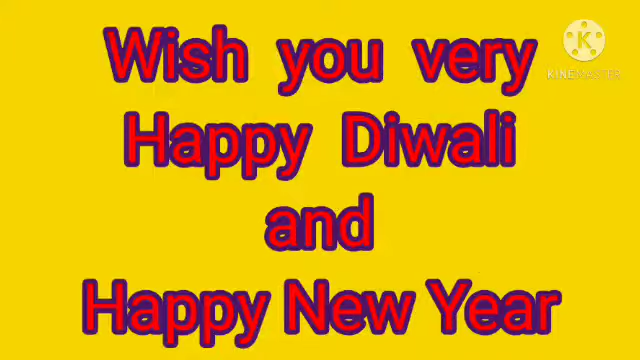 Wish you very
Happy Diwali
and
Happy New Year
K
KINEMASTER